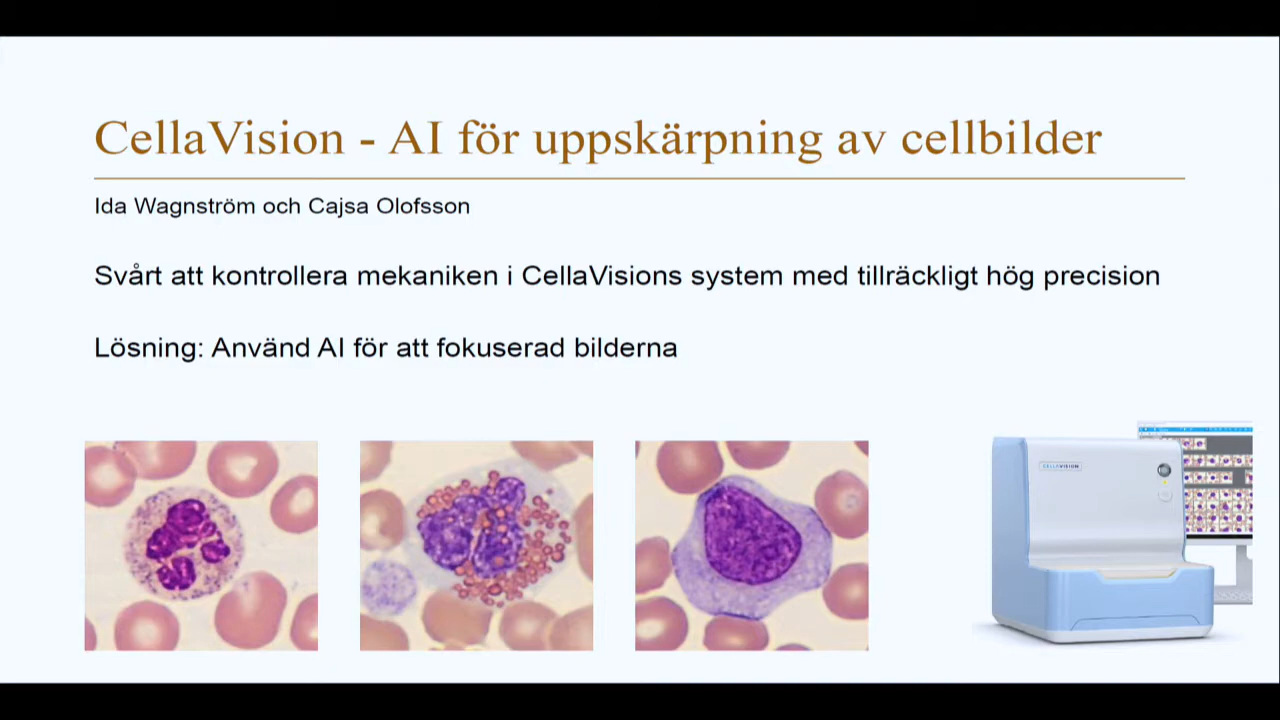 CellaVision - AI för uppskärpning av cellbilder
Ida Wagnström och Cajsa Olofsson
Svårt att kontrollera mekaniken i CellaVisions system med tillräckligt hög precision
Lösning: Använd AI för att fokuserad bilderna
CELLAVISION